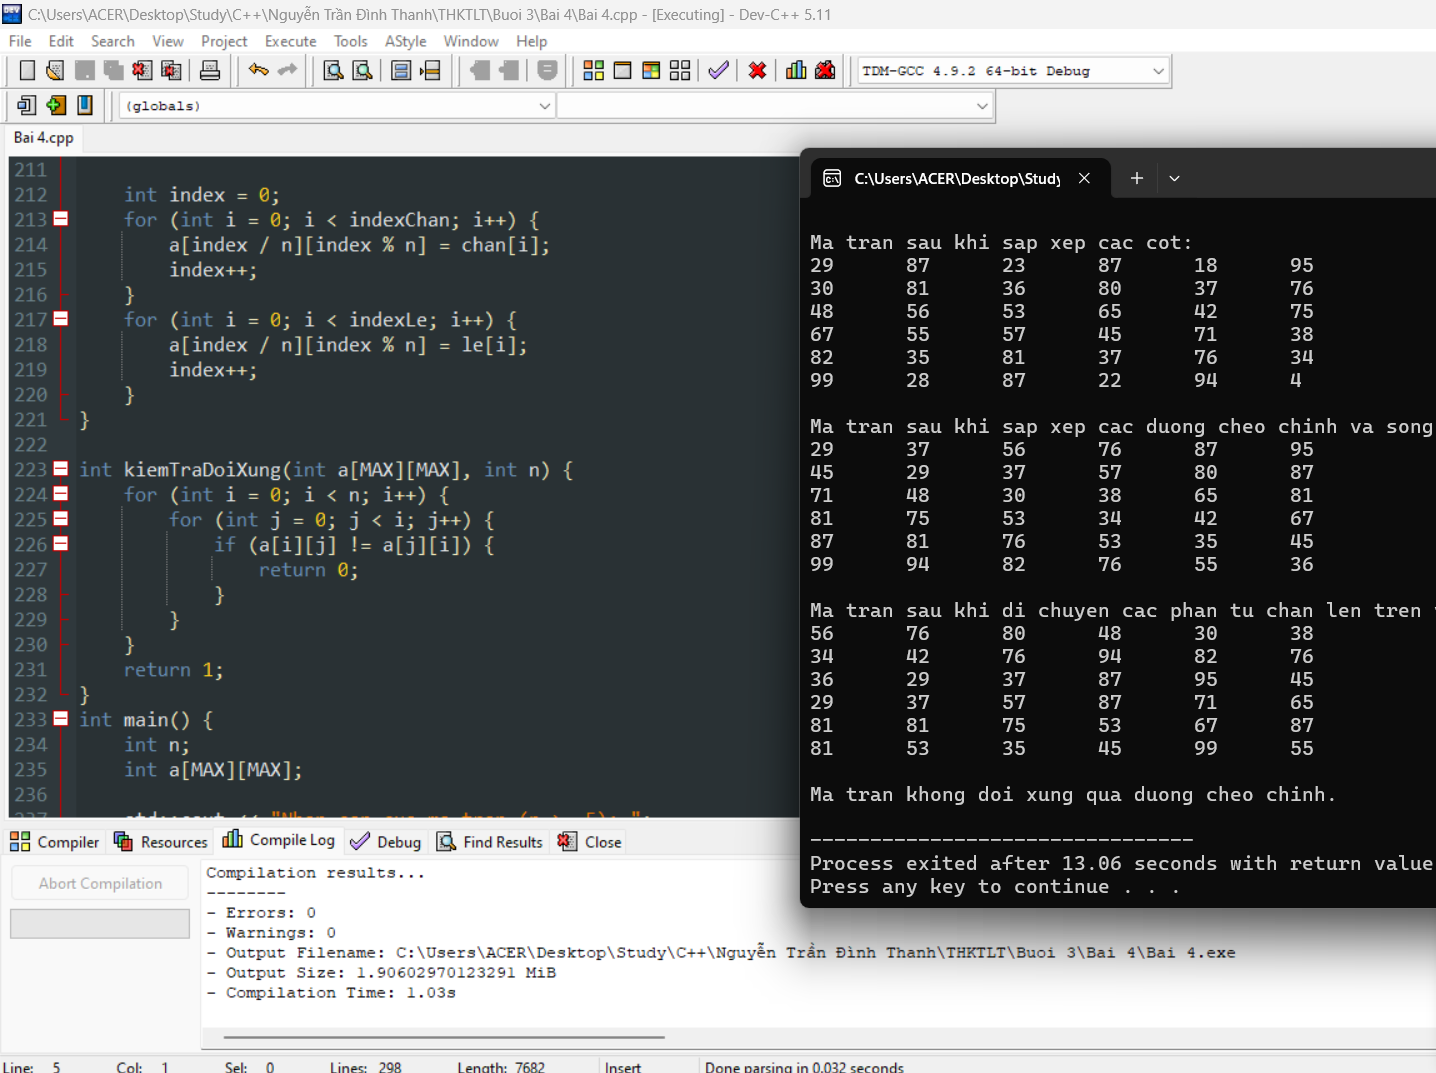 C:\Users\ACER\Desktop\Study\C++\Nguyễn Trần Đình Thanh\THKTLT\Buoi 3\Bai 4\Bai 4.cpp - [Executing] - Dev-C++ 5.11
File Edit Search View Project Execute Tools AStyle Window Help
TDM-GCC 4.9.2 64-bit Debug
(globals)
Bai 4.cpp
211
212 int index = 0;
213 for (int i = 0; i < indexChan; i++) {
214 a[index / n][index % n] = chan[i];
215 index++;
216 }
217 for (int i = 0; i < indexLe; i++) {
218 a[index / n][index % n] = le[i];
219 index++;
220 }
221 }
222
223 int kiemTraDoiXung(int a[MAX][MAX], int n) {
224 for (int i = 0; i < n; i++) {
225 for (int j = 0; j < i; j++) {
226 if (a[i][j] != a[j][i]) {
227 return 0;
228 }
229 }
230 }
231 return 1;
232 }
233 int main() {
234 int n;
235 int a[MAX][MAX];
236
C:\Users\ACER\Desktop\Study
Ma tran sau khi sap xep cac cot:
29 87 23 87 18 95
30 81 36 80 37 76
48 56 53 65 42 75
67 55 57 45 71 38
82 35 81 37 76 34
99 28 87 22 94 4
Ma tran sau khi sap xep cac duong cheo chinh va song
29 37 56 76 87 95
45 29 37 57 80 87
71 48 30 38 65 81
81 75 53 34 42 67
87 81 76 53 35 45
99 94 82 76 55 36
Ma tran sau khi di chuyen cac phan tu chan len tren
56 76 80 48 30 38
34 42 76 94 82 76
36 29 37 87 95 45
29 37 57 87 71 65
81 81 75 53 67 87
81 53 35 45 99 55
Ma tran khong doi xung qua duong cheo chinh.
--------------------------------
Process exited after 13.06 seconds with return value
Press any key to continue . . .
Compiler Resources Compile Log Debug Find Results Close
Abort Compilation
Compilation results...
--------
- Errors: 0
- Warnings: 0
- Output Filename: C:\Users\ACER\Desktop\Study\C++\Nguyễn Trần Đình Thanh\THKTLT\Buoi 3\Bai 4\Bai 4.exe
- Output Size: 1.90602970123291 MiB
- Compilation Time: 1.03s
Line: 5 Col: 1 Sel: 0 Lines: 298 Length: 7682 Insert Done parsing in 0.032 seconds